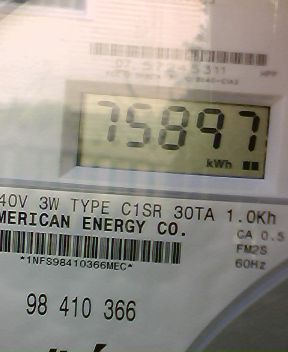 75897
kWh
40V 3W TYPE C1SR 30TA 1.0Kh
MERICAN ENERGY CO.
CA 0.5
FM2S
60Hz
*1NFS98410366MEC*
98 410 366